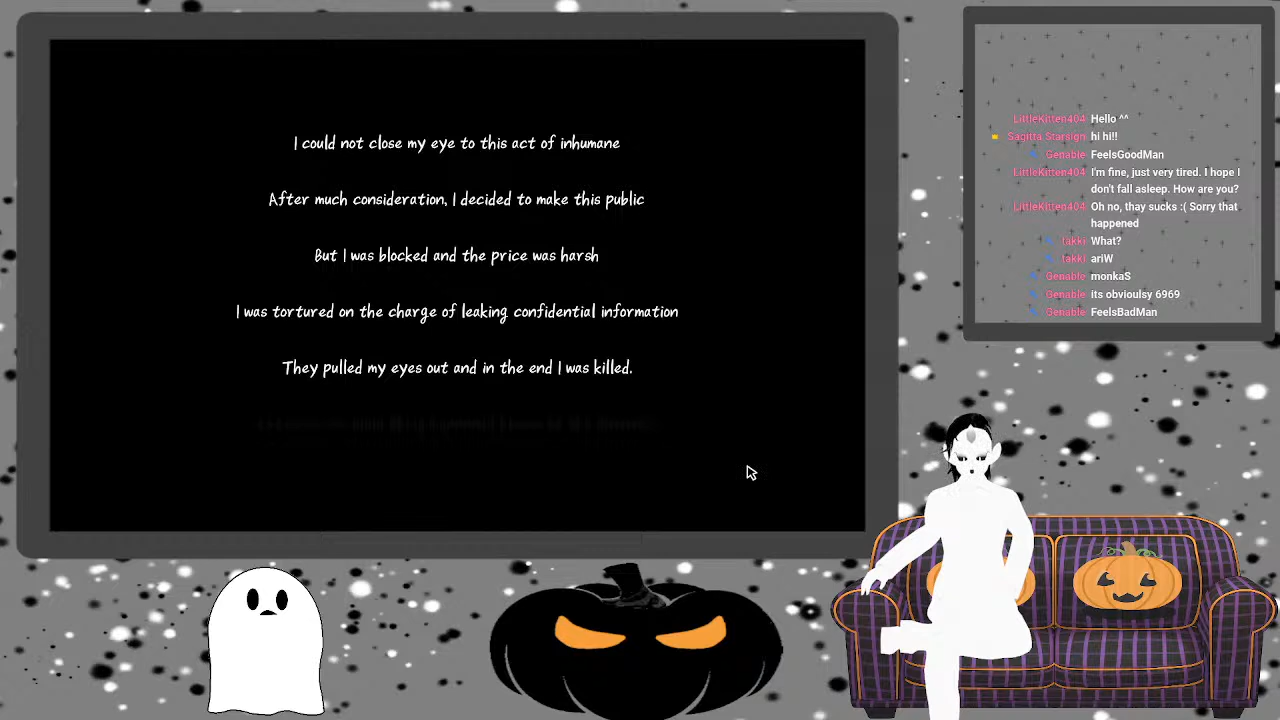 I could not close my eye to this act of inhumane
After much consideration, I decided to make this public
But I was blocked and the price was harsh
I was tortured on the charge of leaking confidential information
They pulled my eyes out and in the end I was killed.
LittleKitten404 Hello ^^
Sagitta Starsign hi hi!!
Genable FeelsGoodMan
LittleKitten404 I'm fine, just very tired. I hope I
don't fall asleep. How are you?
LittleKitten404 Oh no, thay sucks :( Sorry that
happened
takki What?
takki ariW
Genable monkaS
Genable its obvioulsy 6969
Genable FeelsBadMan